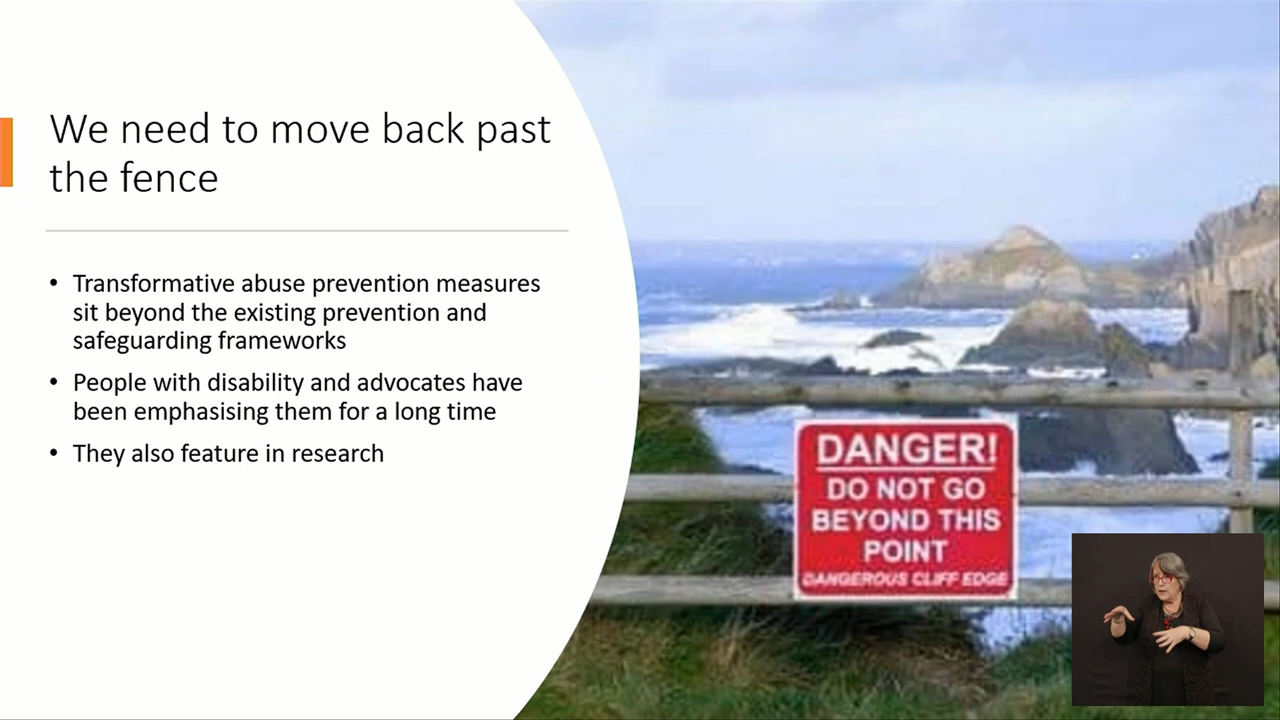 We need to move back past
the fence
• Transformative abuse prevention measures
sit beyond the existing prevention and
safeguarding frameworks
• People with disability and advocates have
been emphasising them for a long time
• They also feature in research
DANGER!
DO NOT GO
BEYOND THIS
POINT
DANGEROUS CLIFF EDGE